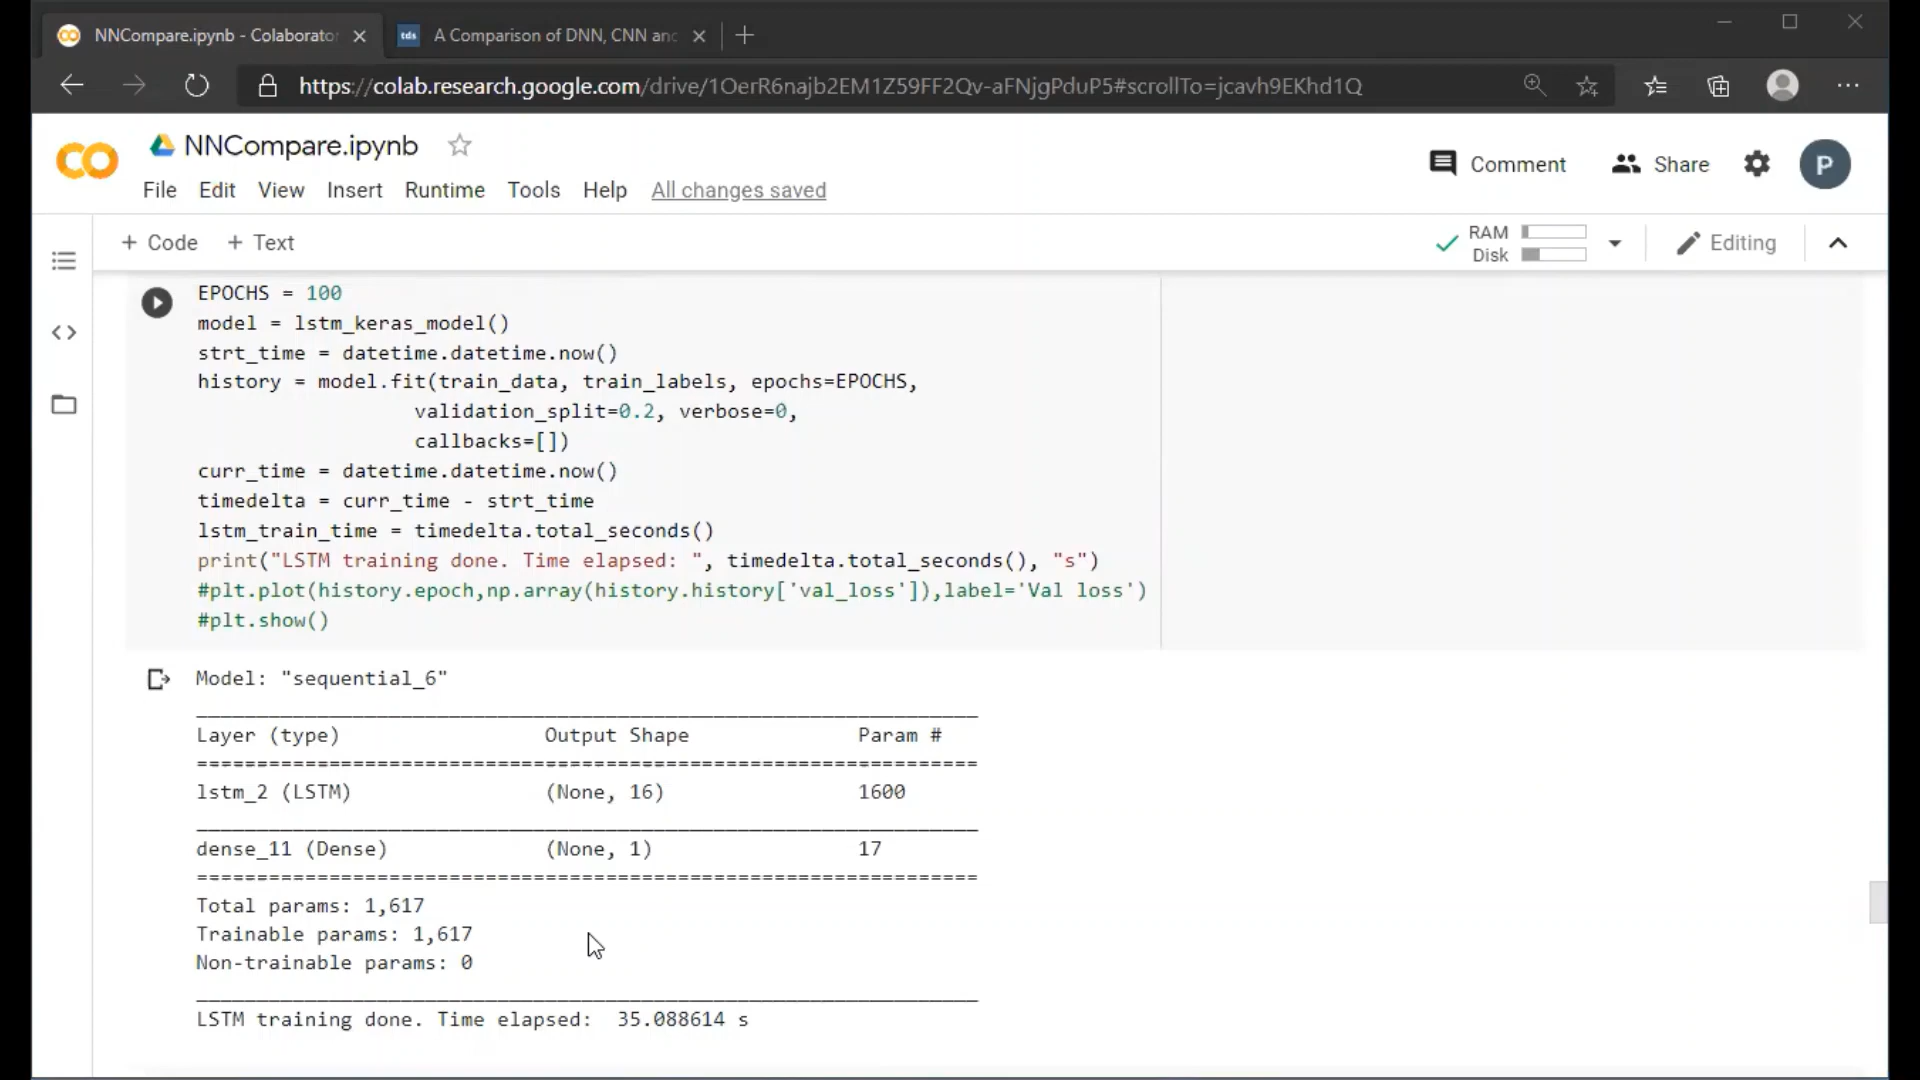 NNCompare.ipynb - Colaborator
tds A Comparison of DNN, CNN and
https://colab.research.google.com/drive/1OerR6najb2EM1Z59FF2Qv-aFNjgPduP5#scrollTo=jcavh9EKhd1Q
NNCompare.ipynb
Comment Share P
File Edit View Insert Runtime Tools Help All changes saved
+ Code + Text RAM Disk Editing
EPOCHS = 100
model = lstm_keras_model()
strt_time = datetime.datetime.now()
history = model.fit(train_data, train_labels, epochs=EPOCHS,
validation_split=0.2, verbose=0,
callbacks=[])
curr_time = datetime.datetime.now()
timedelta = curr_time - strt_time
lstm_train_time = timedelta.total_seconds()
print("LSTM training done. Time elapsed: ", timedelta.total_seconds(), "s")
#plt.plot(history.epoch,np.array(history.history['val_loss']),label='Val loss')
#plt.show()
Model: "sequential_6"
Layer (type) Output Shape Param #
lstm_2 (LSTM) (None, 16) 1600
dense_11 (Dense) (None, 1) 17
Total params: 1,617
Trainable params: 1,617
Non-trainable params: 0
LSTM training done. Time elapsed:  35.088614 s